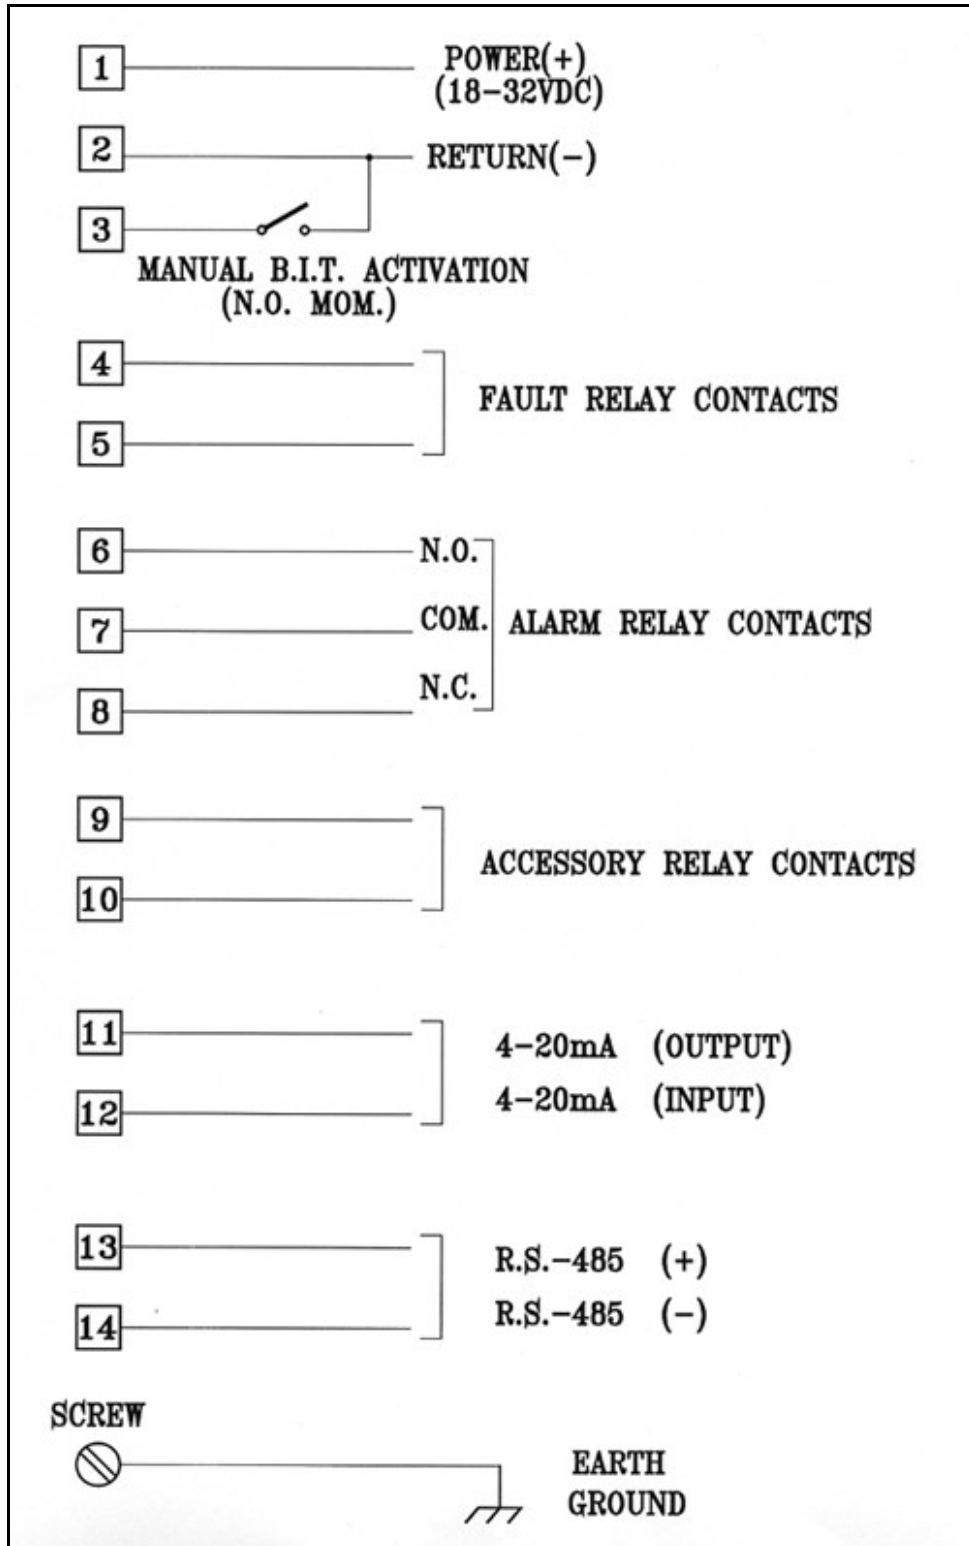 1 POWER(+)
(18-32VDC)
2 RETURN(-)
3
MANUAL B.I.T. ACTIVATION
(N.O. MOM.)
4
FAULT RELAY CONTACTS
5
6 N.O.
7 COM. ALARM RELAY CONTACTS
8 N.C.
9
ACCESSORY RELAY CONTACTS
10
11 4-20mA (OUTPUT)
12 4-20mA (INPUT)
13 R.S.-485 (+)
14 R.S.-485 (-)
SCREW
EARTH
GROUND